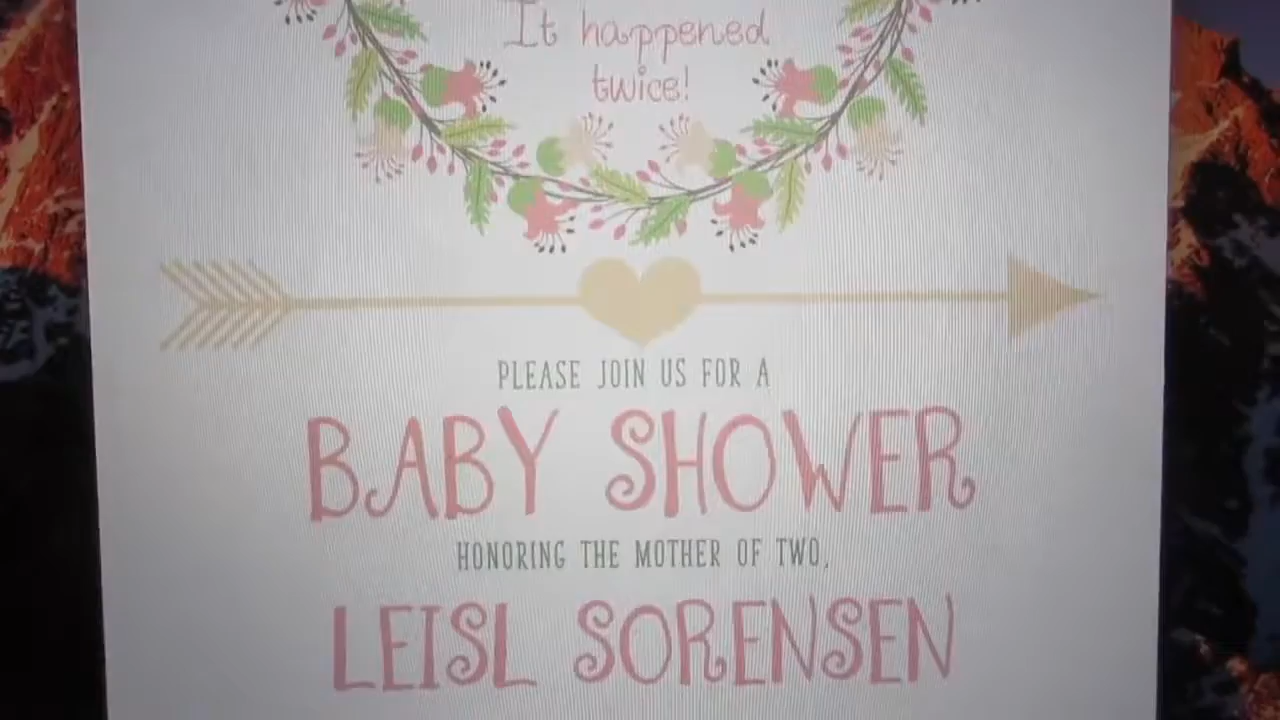 It happened
twice!
PLEASE JOIN US FOR A
BABY SHOWER
HONORING THE MOTHER OF TWO,
LEISL SORENSEN